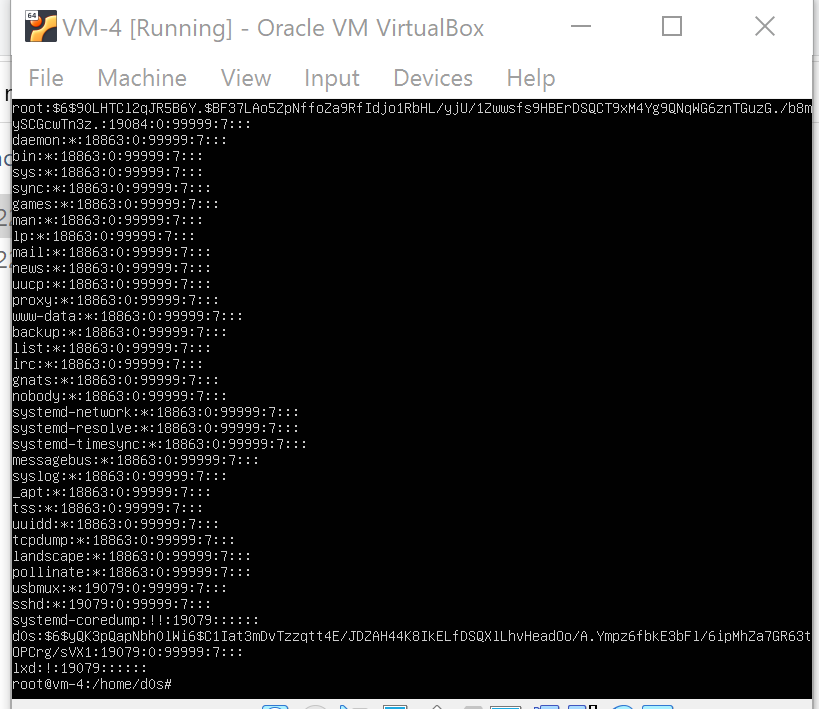 64
VM-4 [Running] - Oracle VM VirtualBox
File Machine View Input Devices Help
root:$6$90LHTCl2qJR5B6Y.$BF37LAo5ZpNffoZa9RfIdjo1RbHL/yjU/1Zwwsfs9HBErDSQCT9xM4Yg9QNqWG6znTGuzG./b8m
ySCGcwTn3z.:19084:0:99999:7:::
daemon:*:18863:0:99999:7:::
bin:*:18863:0:99999:7:::
sys:*:18863:0:99999:7:::
sync:*:18863:0:99999:7:::
games:*:18863:0:99999:7:::
man:*:18863:0:99999:7:::
lp:*:18863:0:99999:7:::
mail:*:18863:0:99999:7:::
news:*:18863:0:99999:7:::
uucp:*:18863:0:99999:7:::
proxy:*:18863:0:99999:7:::
www-data:*:18863:0:99999:7:::
backup:*:18863:0:99999:7:::
list:*:18863:0:99999:7:::
irc:*:18863:0:99999:7:::
gnats:*:18863:0:99999:7:::
nobody:*:18863:0:99999:7:::
systemd-network:*:18863:0:99999:7:::
systemd-resolve:*:18863:0:99999:7:::
systemd-timesync:*:18863:0:99999:7:::
messagebus:*:18863:0:99999:7:::
syslog:*:18863:0:99999:7:::
_apt:*:18863:0:99999:7:::
tss:*:18863:0:99999:7:::
uuidd:*:18863:0:99999:7:::
tcpdump:*:18863:0:99999:7:::
landscape:*:18863:0:99999:7:::
pollinate:*:18863:0:99999:7:::
usbmux:*:19079:0:99999:7:::
sshd:*:19079:0:99999:7:::
systemd-coredump:!!:19079::::::
d0s:$6$yQK3pQapNbh0lWi6$C1Iat3mDvTzzqtt4E/JDZAH44K8IkELfDSQXlLhvHeadOo/A.Ympz6fbkE3bFl/6ipMhZa7GR63t
OPCrg/sVX1:19079:0:99999:7:::
lxd:!:19079::::::
root@vm-4:/home/d0s#